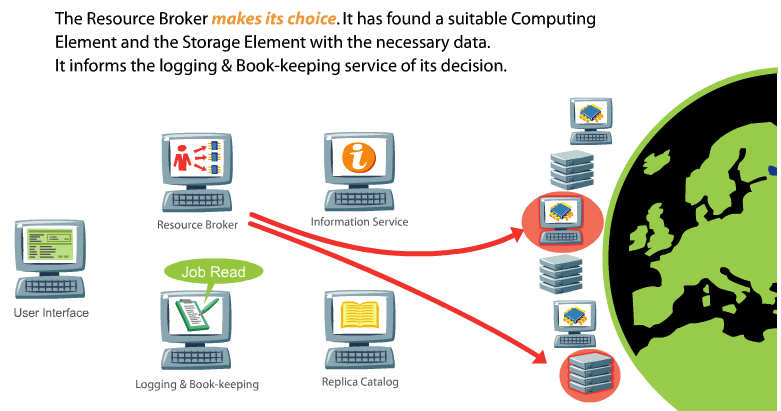 The Resource Broker makes its choice. It has found a suitable Computing
Element and the Storage Element with the necessary data.
It informs the logging & Book-keeping service of its decision.
Resource Broker
Information Service
Job Read
User Interface
Logging & Book-keeping
Replica Catalog